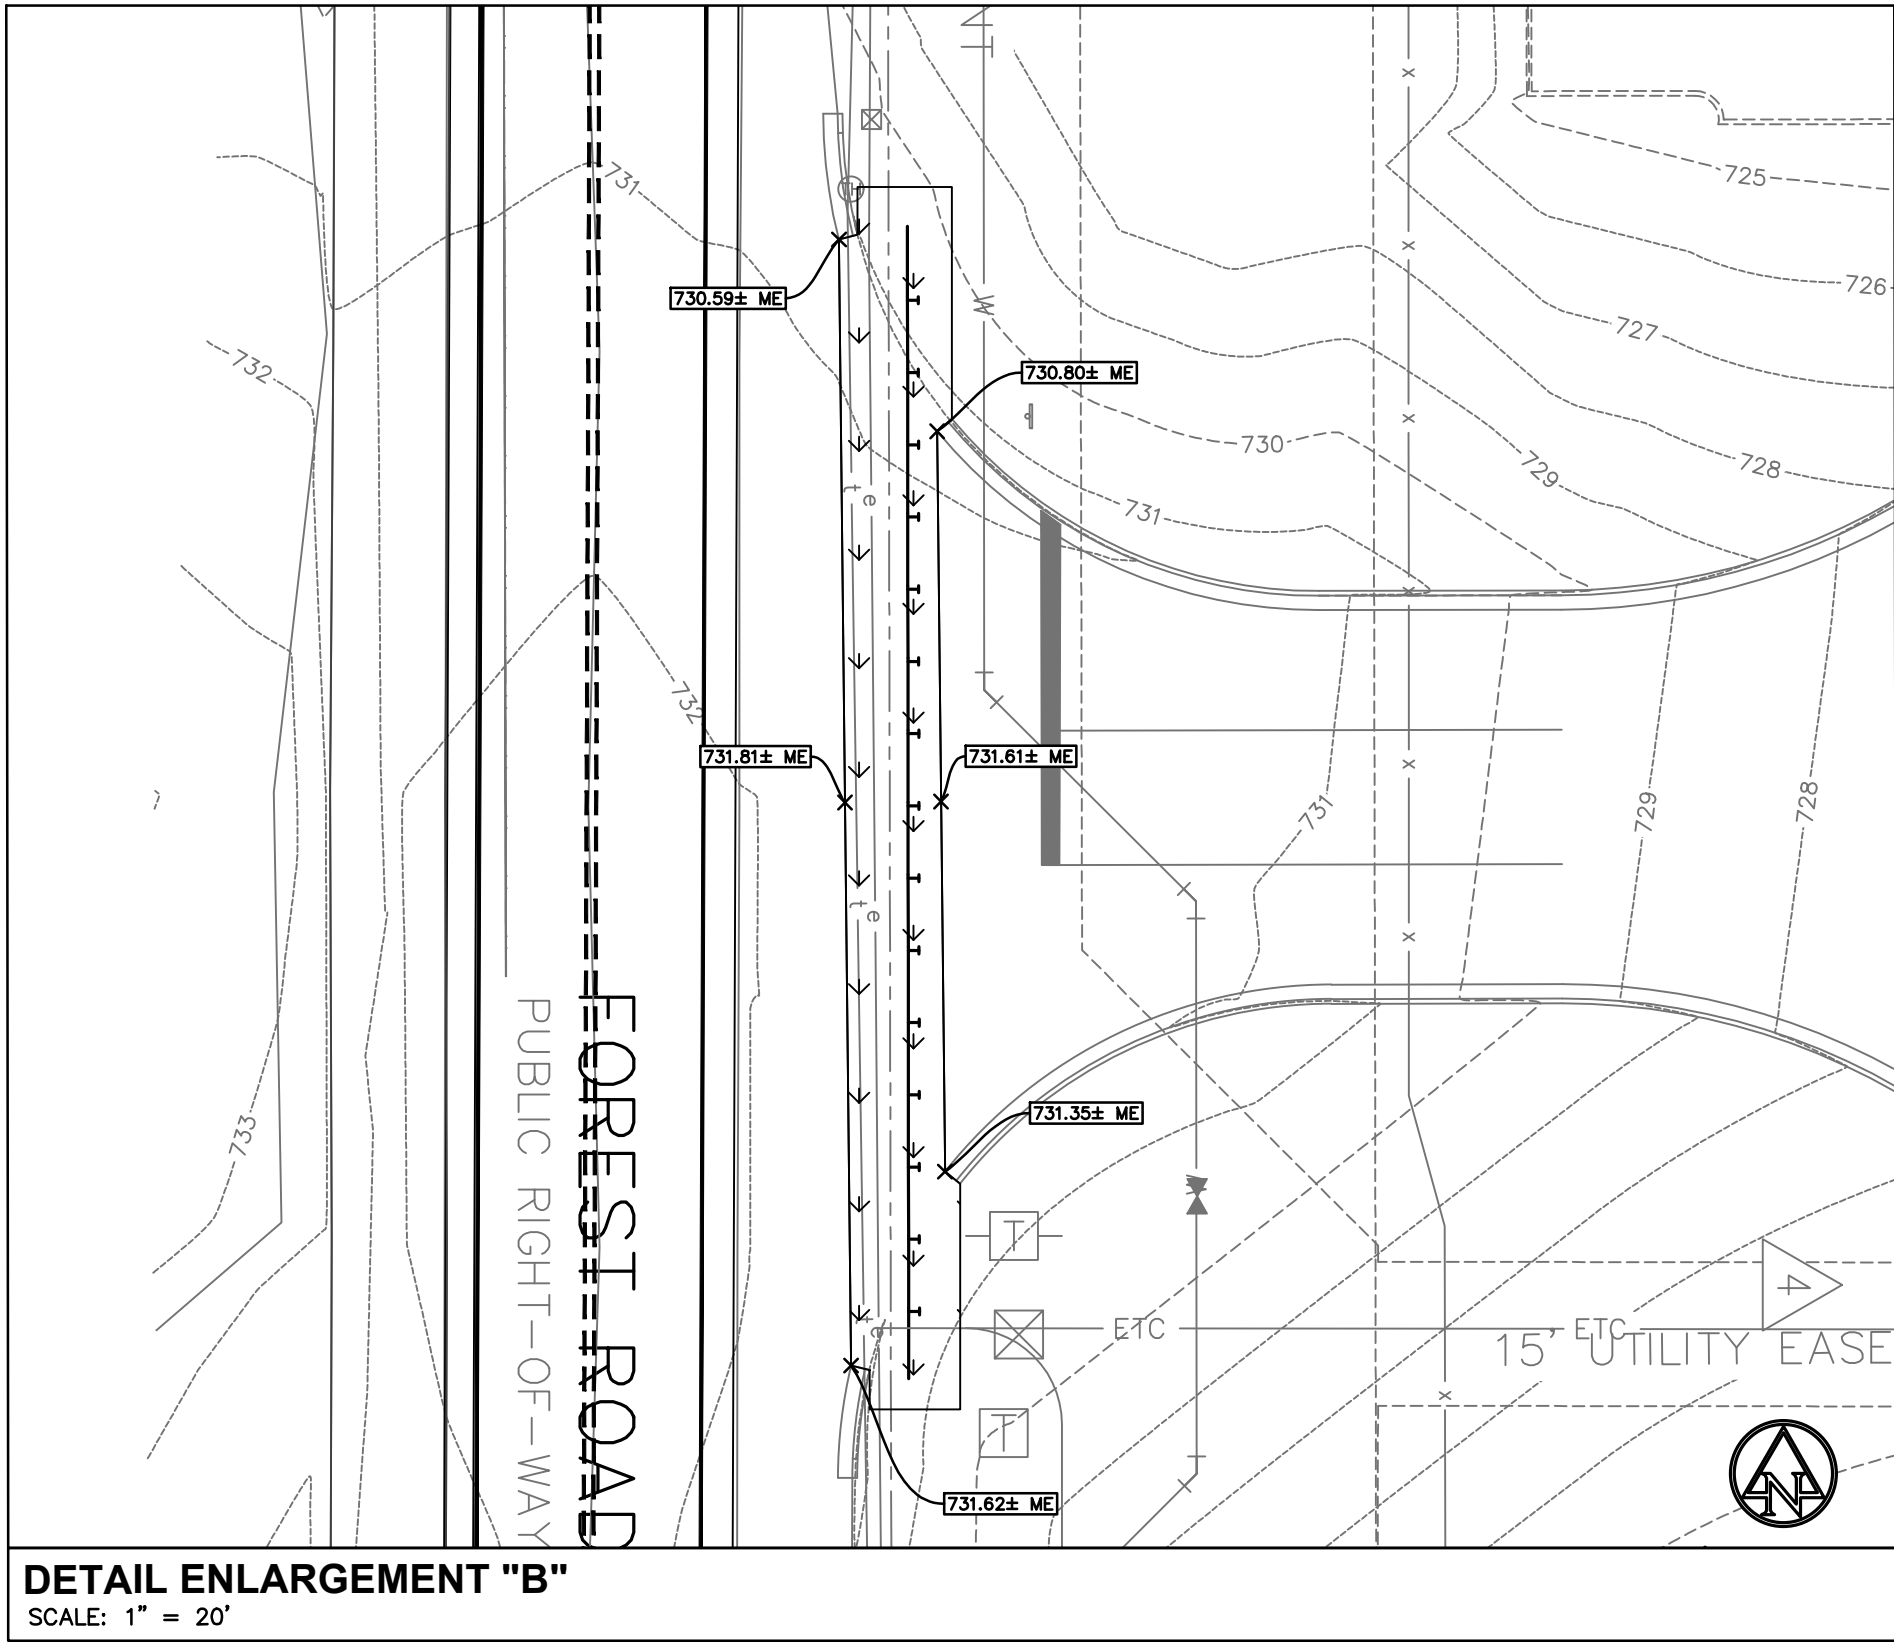 731
725
726
730.59± ME
W
727
732
730.80± ME
730
729
728
731
t e
732
731.81± ME
731.61± ME
731
729
728
t e
FOREST ROAD
PUBLIC RIGHT-OF-WAY
733
731.35± ME
W
T
4
ETC
ETC
15' UTILITY EASE
t e
T
N
731.62± ME
x
x
x
x
x
x
x
DETAIL ENLARGEMENT "B"
SCALE: 1" = 20'